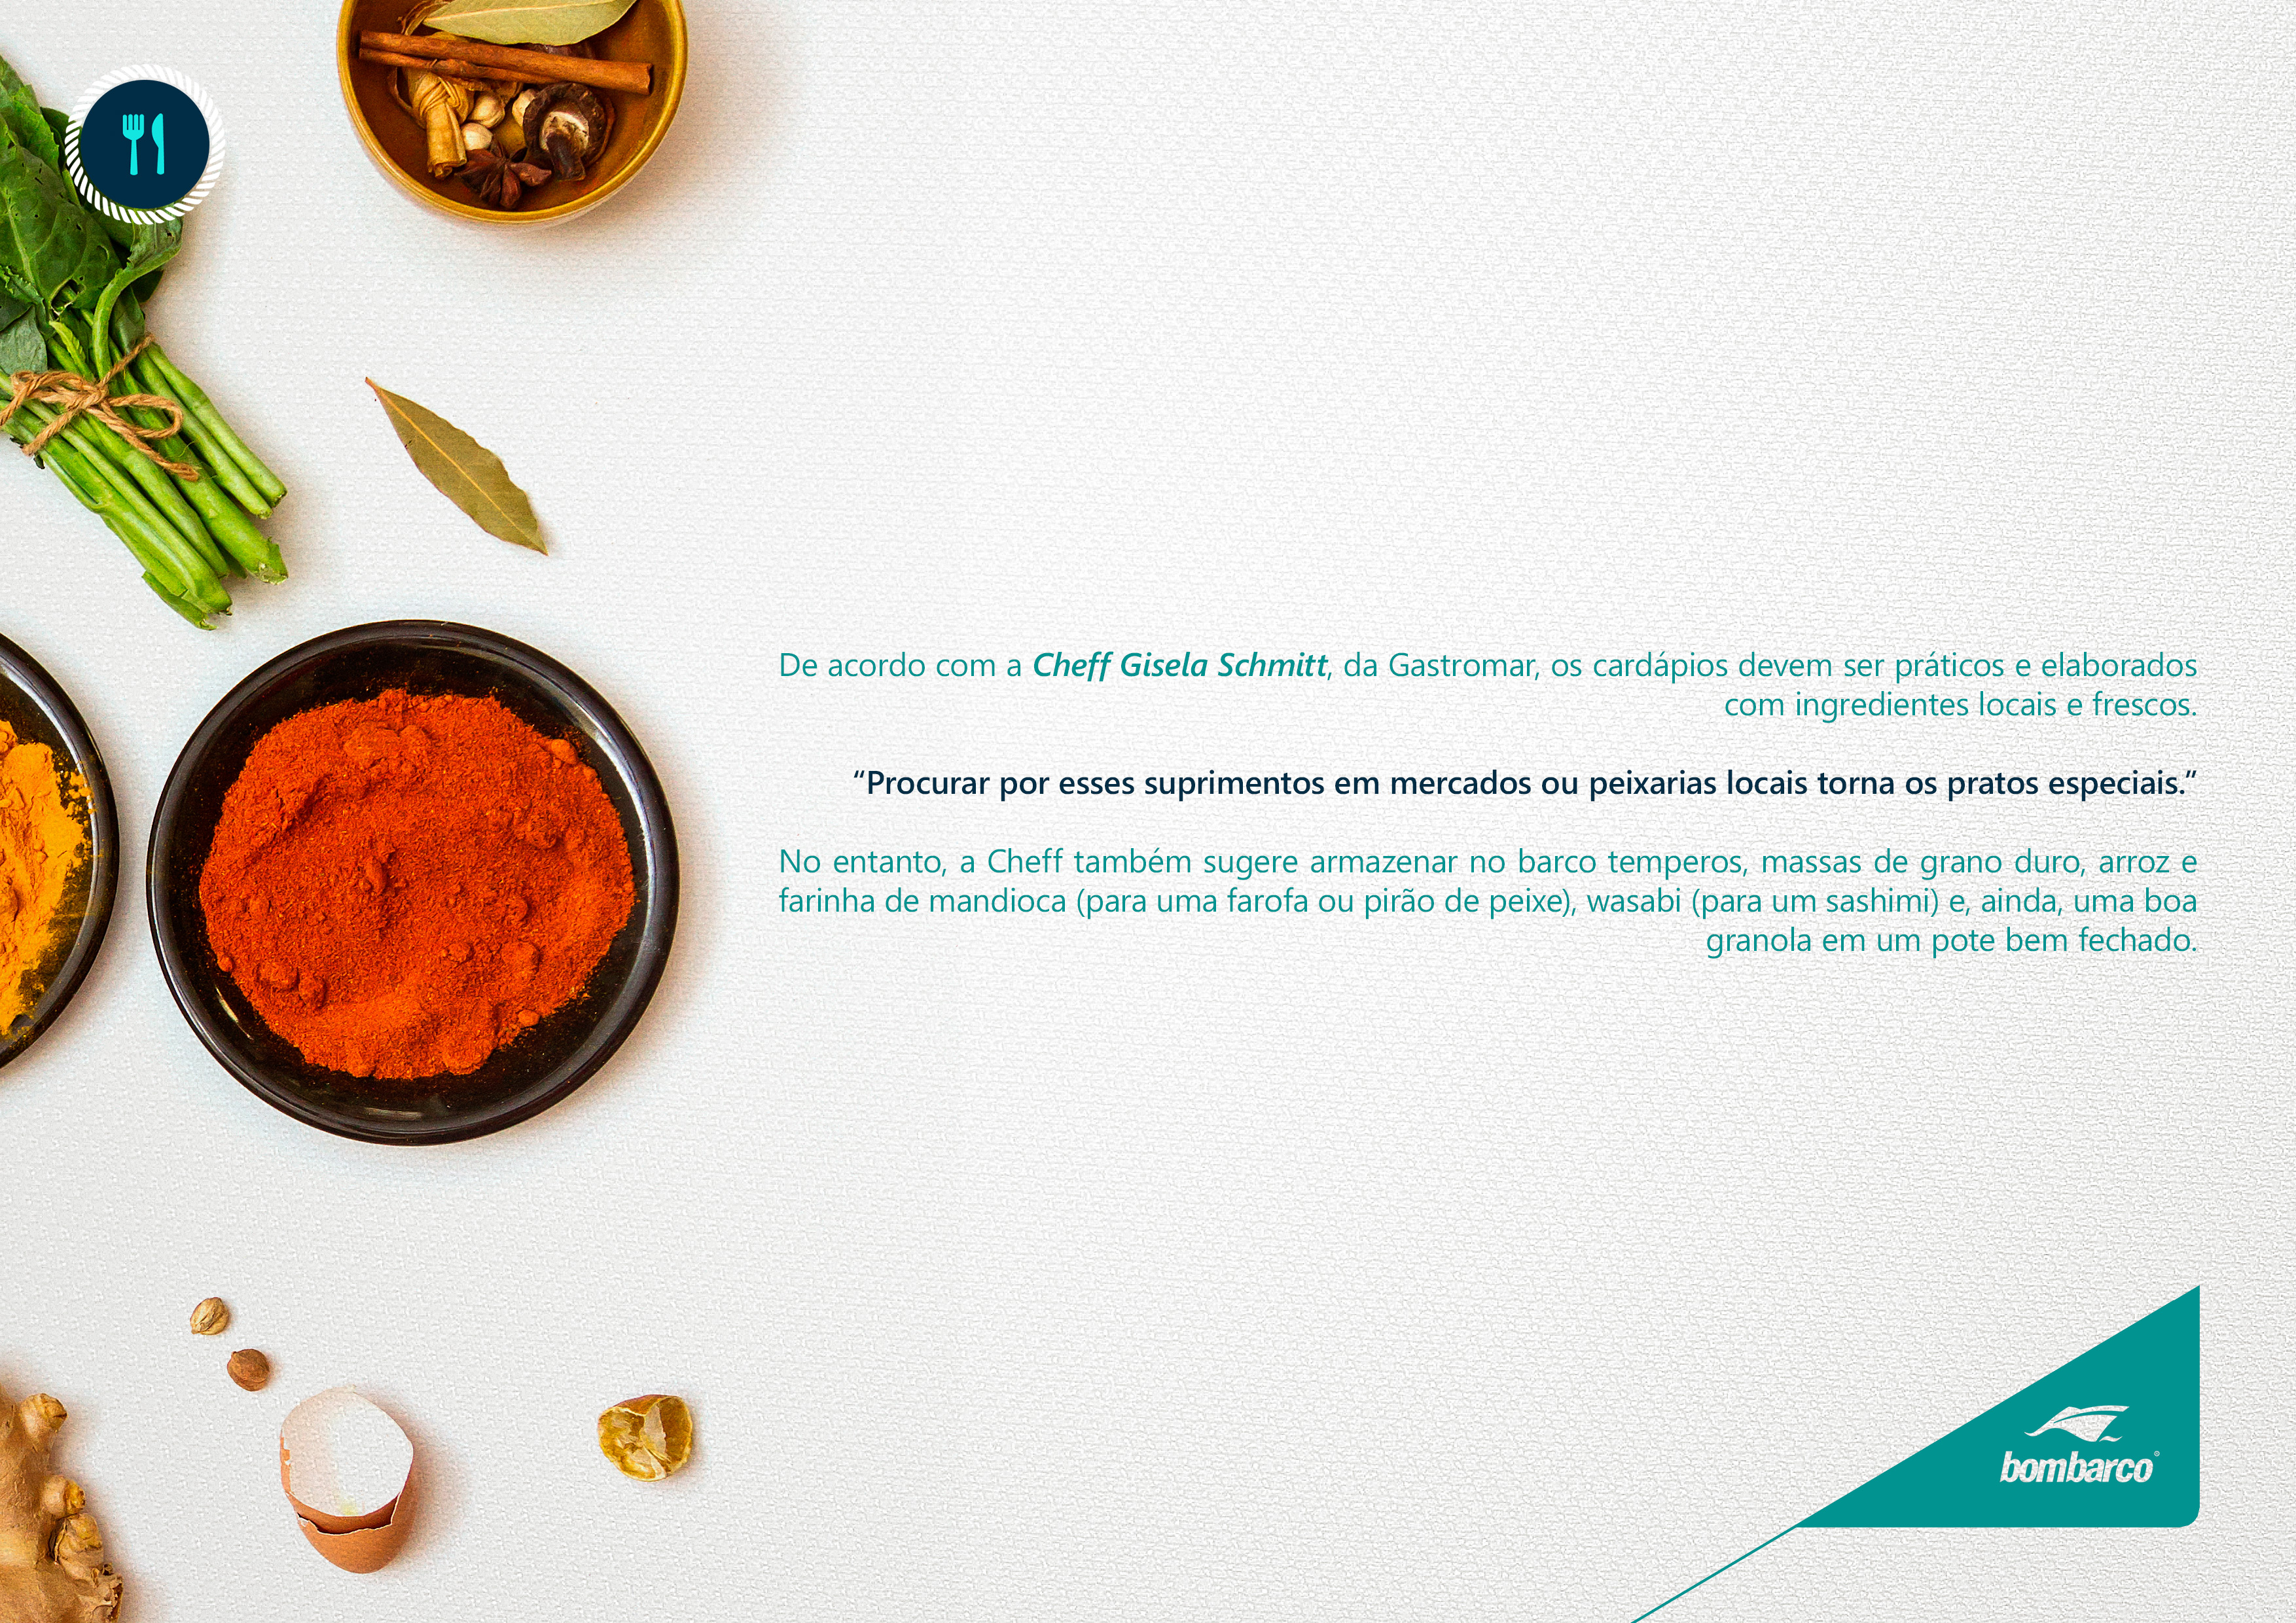 De acordo com a Cheff Gisela Schmitt, da Gastromar, os cardápios devem ser práticos e elaborados
com ingredientes locais e frescos.
“Procurar por esses suprimentos em mercados ou peixarias locais torna os pratos especiais.”
No entanto, a Cheff também sugere armazenar no barco temperos, massas de grano duro, arroz e
farinha de mandioca (para uma farofa ou pirão de peixe), wasabi (para um sashimi) e, ainda, uma boa
granola em um pote bem fechado.
bombarco®